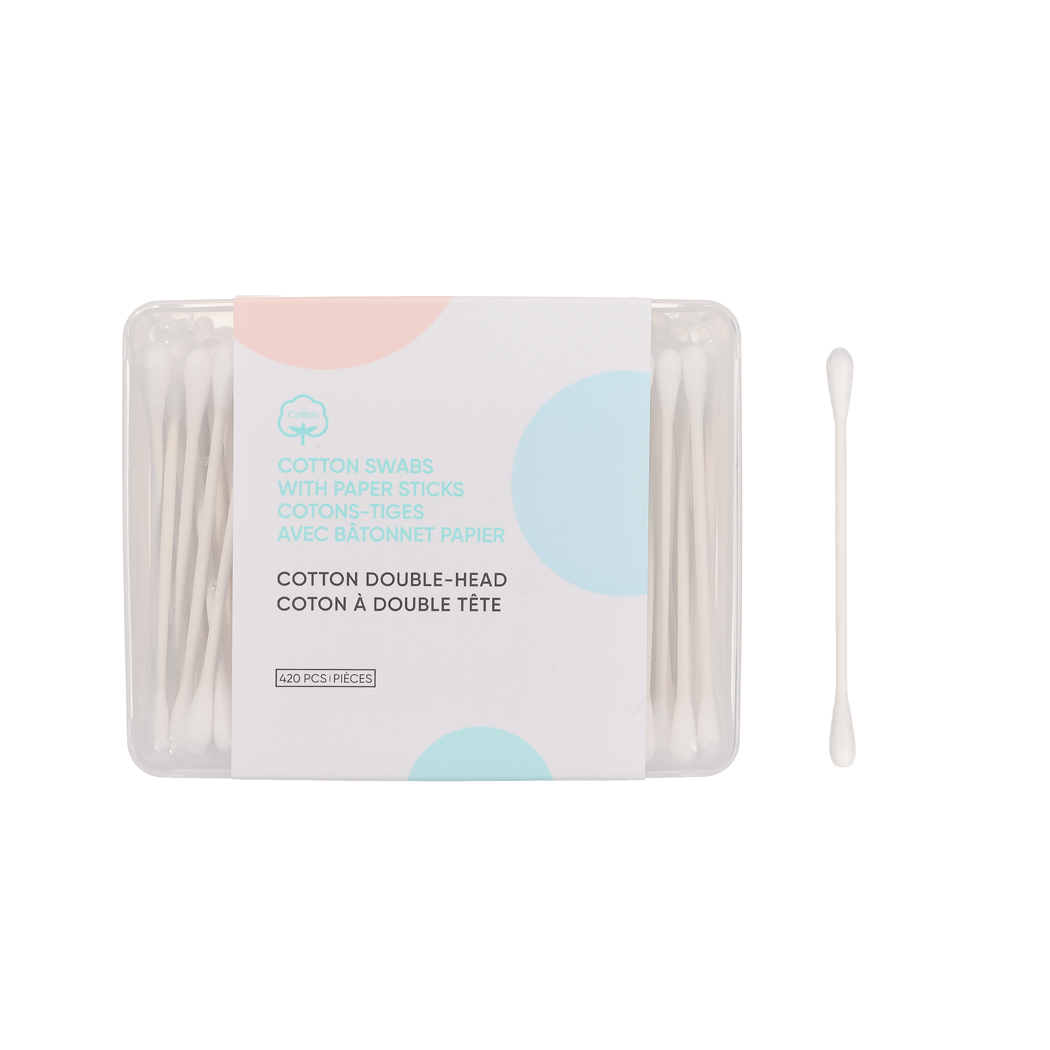 Cotton
COTTON SWABS
WITH PAPER STICKS
COTONS-TIGES
AVEC BÂTONNET PAPIER
COTTON DOUBLE-HEAD
COTON À DOUBLE TÊTE
420 PCS | PIÈCES